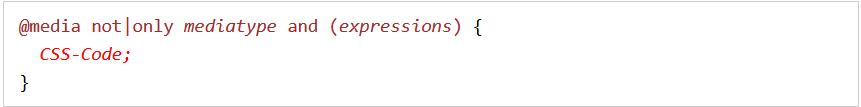 @media not|only mediatype and (expressions) {
  CSS-Code;
}